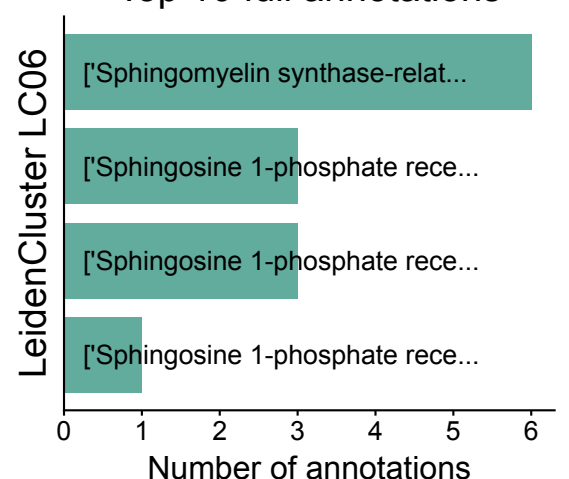 LeidenCluster LC06
['Sphingomyelin synthase-relat...
['Sphingosine 1-phosphate rece...
['Sphingosine 1-phosphate rece...
['Sphingosine 1-phosphate rece...
0 1 2 3 4 5 6
Number of annotations